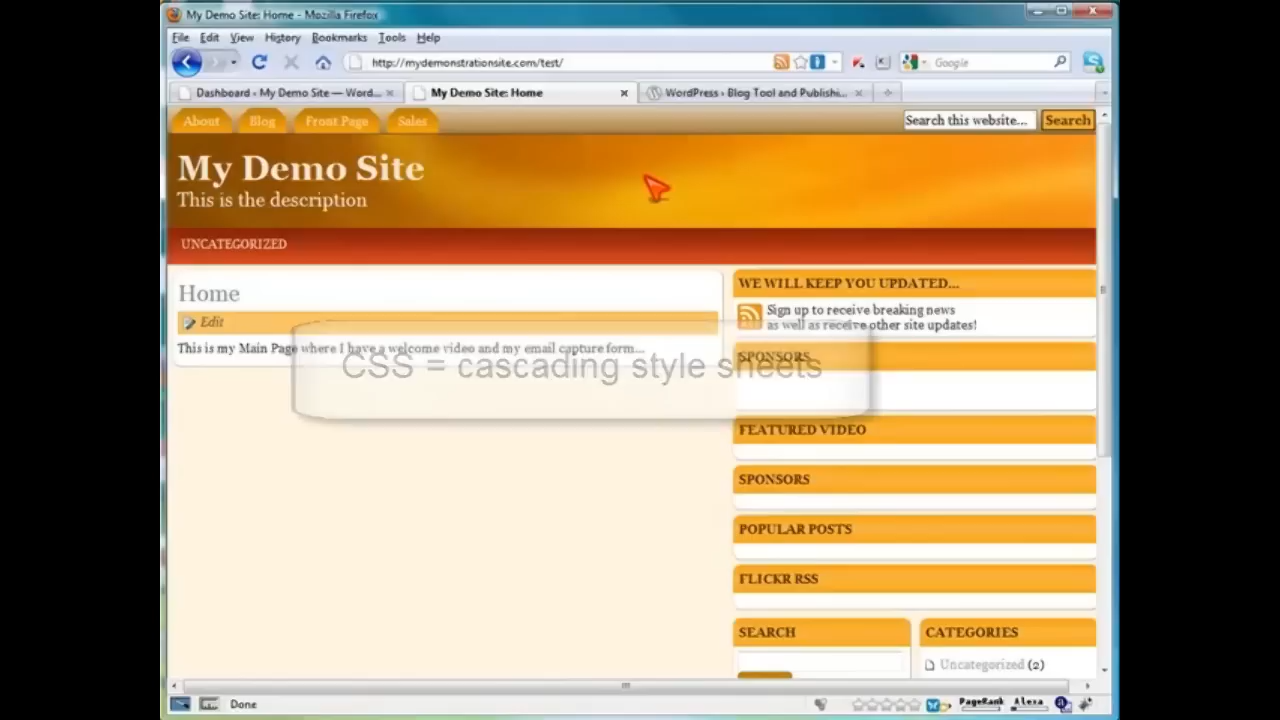 My Demo Site: Home - Mozilla Firefox
File Edit View History Bookmarks Tools Help
http://mydemonstrationsite.com/test/
Google
Dashboard ‹ My Demo Site — Word...
My Demo Site: Home
WordPress › Blog Tool and Publishi...
About
Blog
Front Page
Sales
Search this website...
Search
My Demo Site
This is the description
UNCATEGORIZED
Home
Edit
This is my Main Page where I have a welcome video and my email capture form...
CSS = cascading style sheets
WE WILL KEEP YOU UPDATED...
Sign up to receive breaking news
as well as receive other site updates!
SPONSORS
FEATURED VIDEO
SPONSORS
POPULAR POSTS
FLICKR RSS
SEARCH
CATEGORIES
Uncategorized (2)
Done
PageRank
Alexa